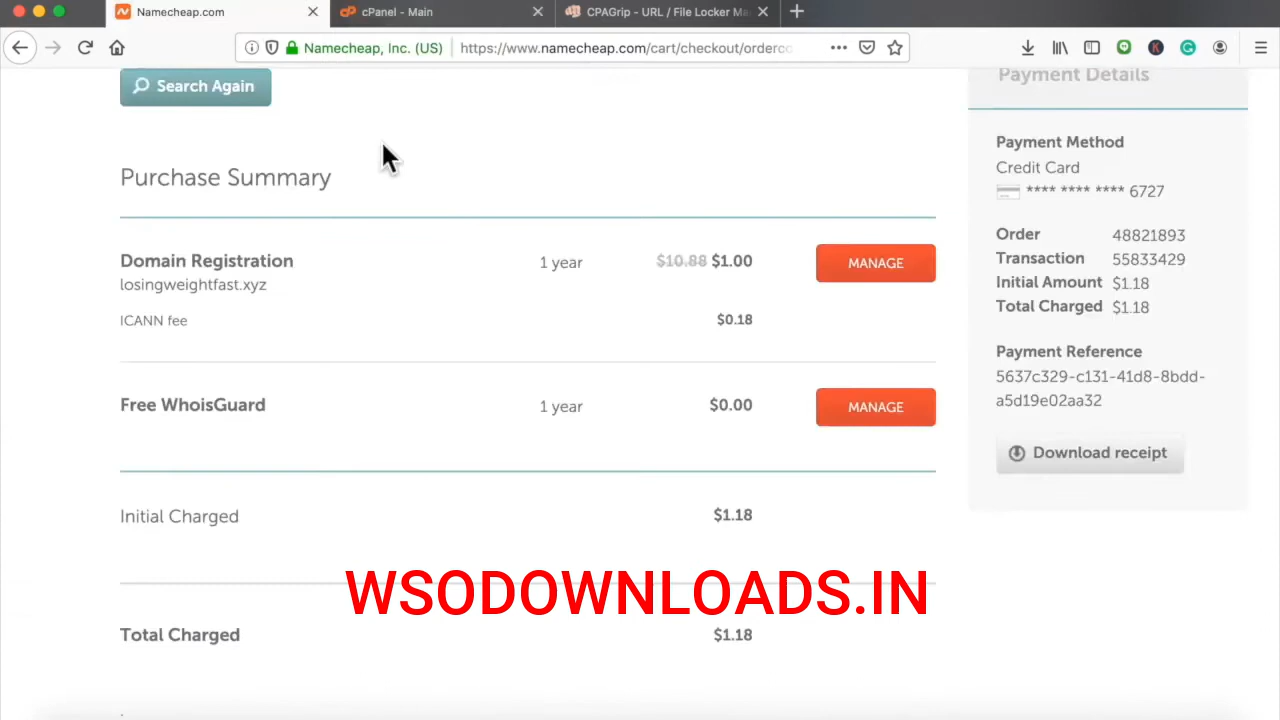 Namecheap.com
cPanel - Main
CPAGrip - URL / File Locker Ma
Namecheap, Inc. (US)
https://www.namecheap.com/cart/checkout/orderco
Search Again
Payment Details
Purchase Summary
Payment Method
Credit Card
**** **** **** 6727
Domain Registration 1 year $10.88 $1.00 MANAGE
losingweightfast.xyz
ICANN fee $0.18
Order 48821893
Transaction 55833429
Initial Amount $1.18
Total Charged $1.18
Payment Reference
5637c329-c131-41d8-8bdd-
a5d19e02aa32
Free WhoisGuard 1 year $0.00 MANAGE
Download receipt
Initial Charged $1.18
WSODOWNLOADS.IN
Total Charged $1.18